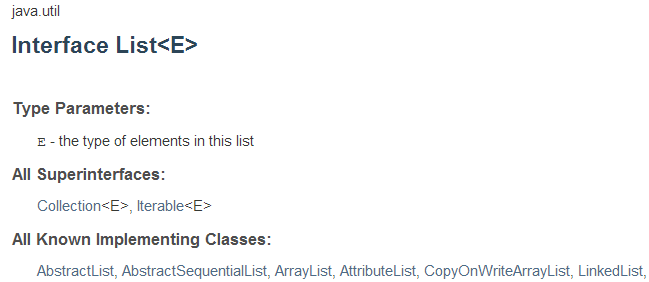 java.util
Interface List<E>
Type Parameters:
E - the type of elements in this list
All Superinterfaces:
Collection<E>, Iterable<E>
All Known Implementing Classes:
AbstractList, AbstractSequentialList, ArrayList, AttributeList, CopyOnWriteArrayList, LinkedList,